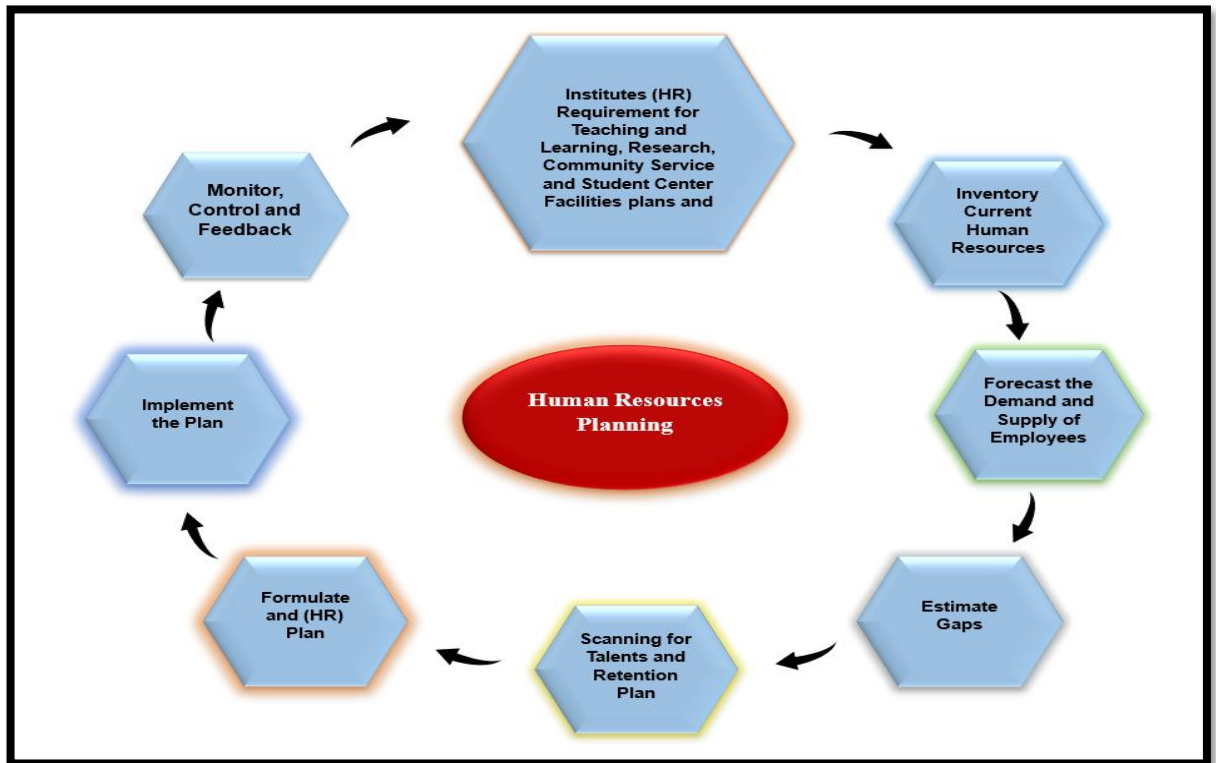 Institutes (HR)
Requirement for
Teaching and
Learning, Research,
Community Service
and Student Center
Facilities plans and
Inventory
Current
Human
Resources
Forecast the
Demand and
Supply of
Employees
Estimate
Gaps
Scanning for
Talents and
Retention
Plan
Formulate
and (HR)
Plan
Implement
the Plan
Monitor,
Control and
Feedback
Human Resources
Planning